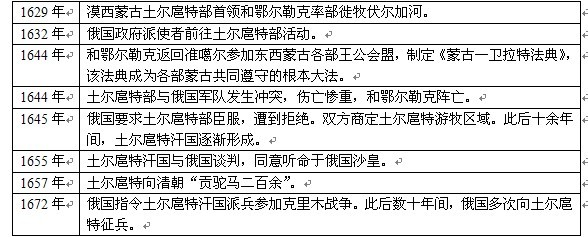 1629 年 漠西蒙古土尔扈特部首领和鄂尔勒克率部徙牧伏尔加河。
1632 年 俄国政府派使者前往土尔扈特部活动。
1644 年 和鄂尔勒克返回准噶尔参加东西蒙古各部王公会盟，制定《蒙古一卫拉特法典》，
该法典成为各部蒙古共同遵守的根本大法。
1644 年 土尔扈特部与俄国军队发生冲突，伤亡惨重，和鄂尔勒克阵亡。
1645 年 俄国要求土尔扈特部臣服，遭到拒绝。双方商定土尔扈特游牧区域。此后十余年
间，土尔扈特汗国逐渐形成。
1655 年 土尔扈特汗国与俄国谈判，同意听命于俄国沙皇。
1657 年 土尔扈特向清朝“贡驼马二百余”。
1672 年 俄国指令土尔扈特汗国派兵参加克里木战争。此后数十年间，俄国多次向土尔扈
特征兵。